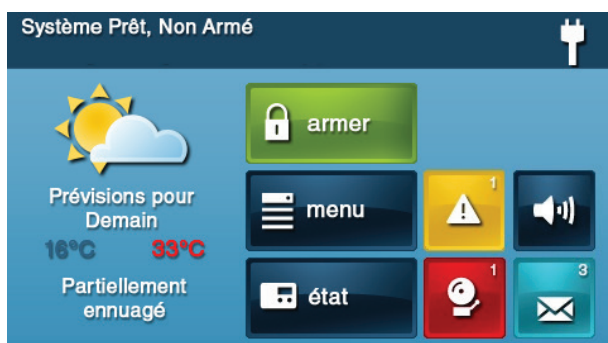 Système Prêt, Non Armé
armer
Prévisions pour
Demain
16°C 33°C
Partiellement
ennuagé
menu
1
état
1
3